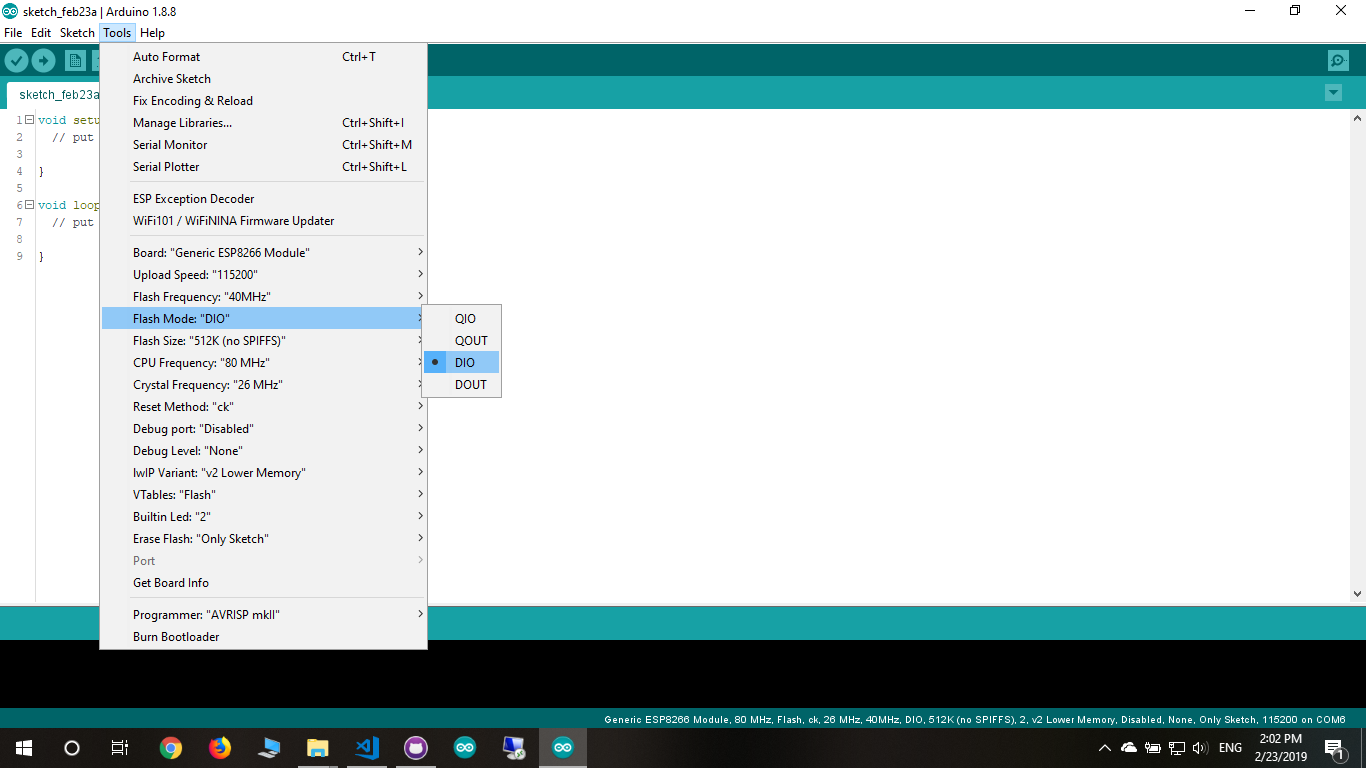 sketch_feb23a | Arduino 1.8.8
File Edit Sketch Tools Help
sketch_feb23a
Auto Format Ctrl+T
Archive Sketch
Fix Encoding & Reload
Manage Libraries... Ctrl+Shift+I
Serial Monitor Ctrl+Shift+M
Serial Plotter Ctrl+Shift+L
ESP Exception Decoder
WiFi101 / WiFiNINA Firmware Updater
Board: "Generic ESP8266 Module"
Upload Speed: "115200"
Flash Frequency: "40MHz"
Flash Mode: "DIO"
Flash Size: "512K (no SPIFFS)"
CPU Frequency: "80 MHz"
Crystal Frequency: "26 MHz"
Reset Method: "ck"
Debug port: "Disabled"
Debug Level: "None"
lwIP Variant: "v2 Lower Memory"
VTables: "Flash"
Builtin Led: "2"
Erase Flash: "Only Sketch"
Port
Get Board Info
Programmer: "AVRISP mkII"
Burn Bootloader
QIO
QOUT
DIO
DOUT
1 void setu
2 // put
3
4 }
5
6 void loop
7 // put
8
9 }
Generic ESP8266 Module, 80 MHz, Flash, ck, 26 MHz, 40MHz, DIO, 512K (no SPIFFS), 2, v2 Lower Memory, Disabled, None, Only Sketch, 115200 on COM6
ENG
2:02 PM
2/23/2019
1